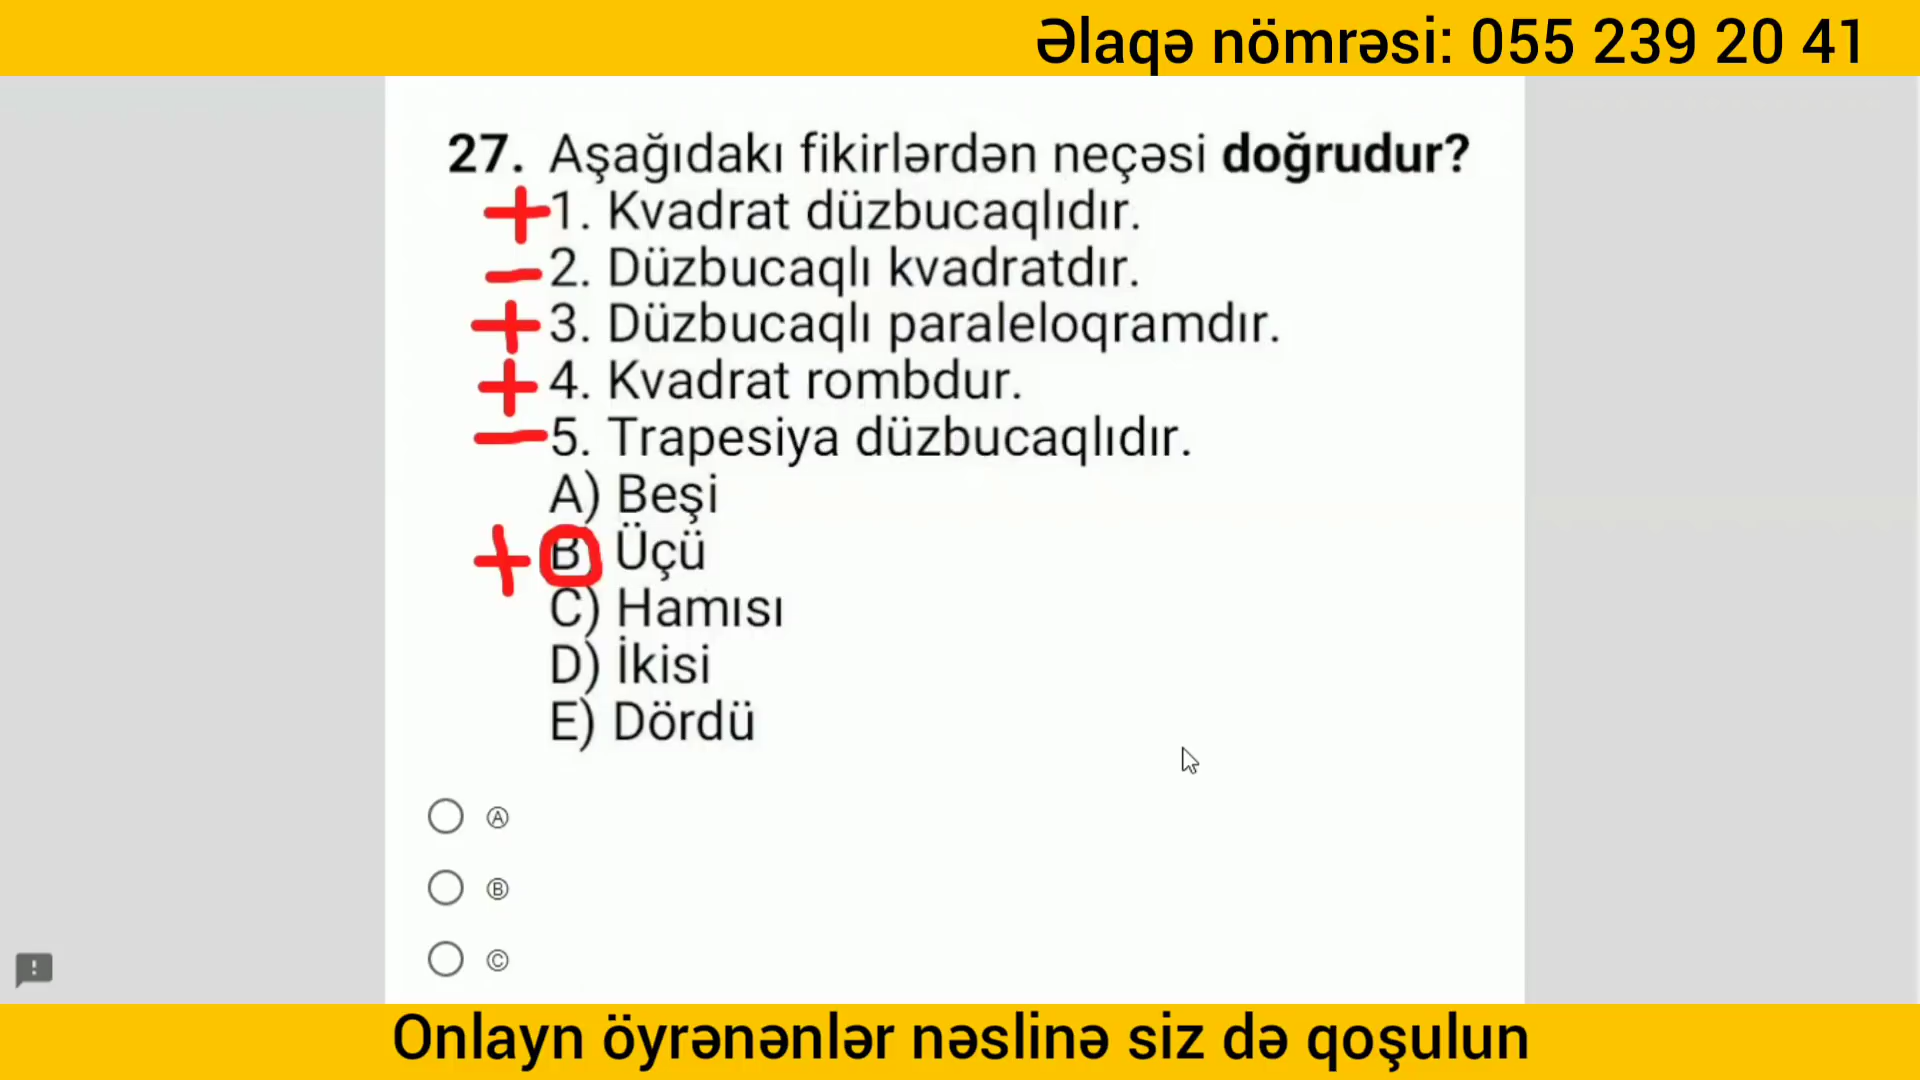 Əlaqə nömrəsi: 055 239 20 41
27. Aşağıdakı fikirlərdən neçəsi doğrudur?
+1. Kvadrat düzbucaqlıdır.
−2. Düzbucaqlı kvadratdır.
+3. Düzbucaqlı paraleloqramdır.
+4. Kvadrat rombdur.
−5. Trapesiya düzbucaqlıdır.
A) Beşi
+B) Üçü
C) Hamısı
D) İkisi
E) Dördü
Ⓐ
Ⓑ
Ⓒ
Onlayn öyrənənlər nəslinə siz də qoşulun